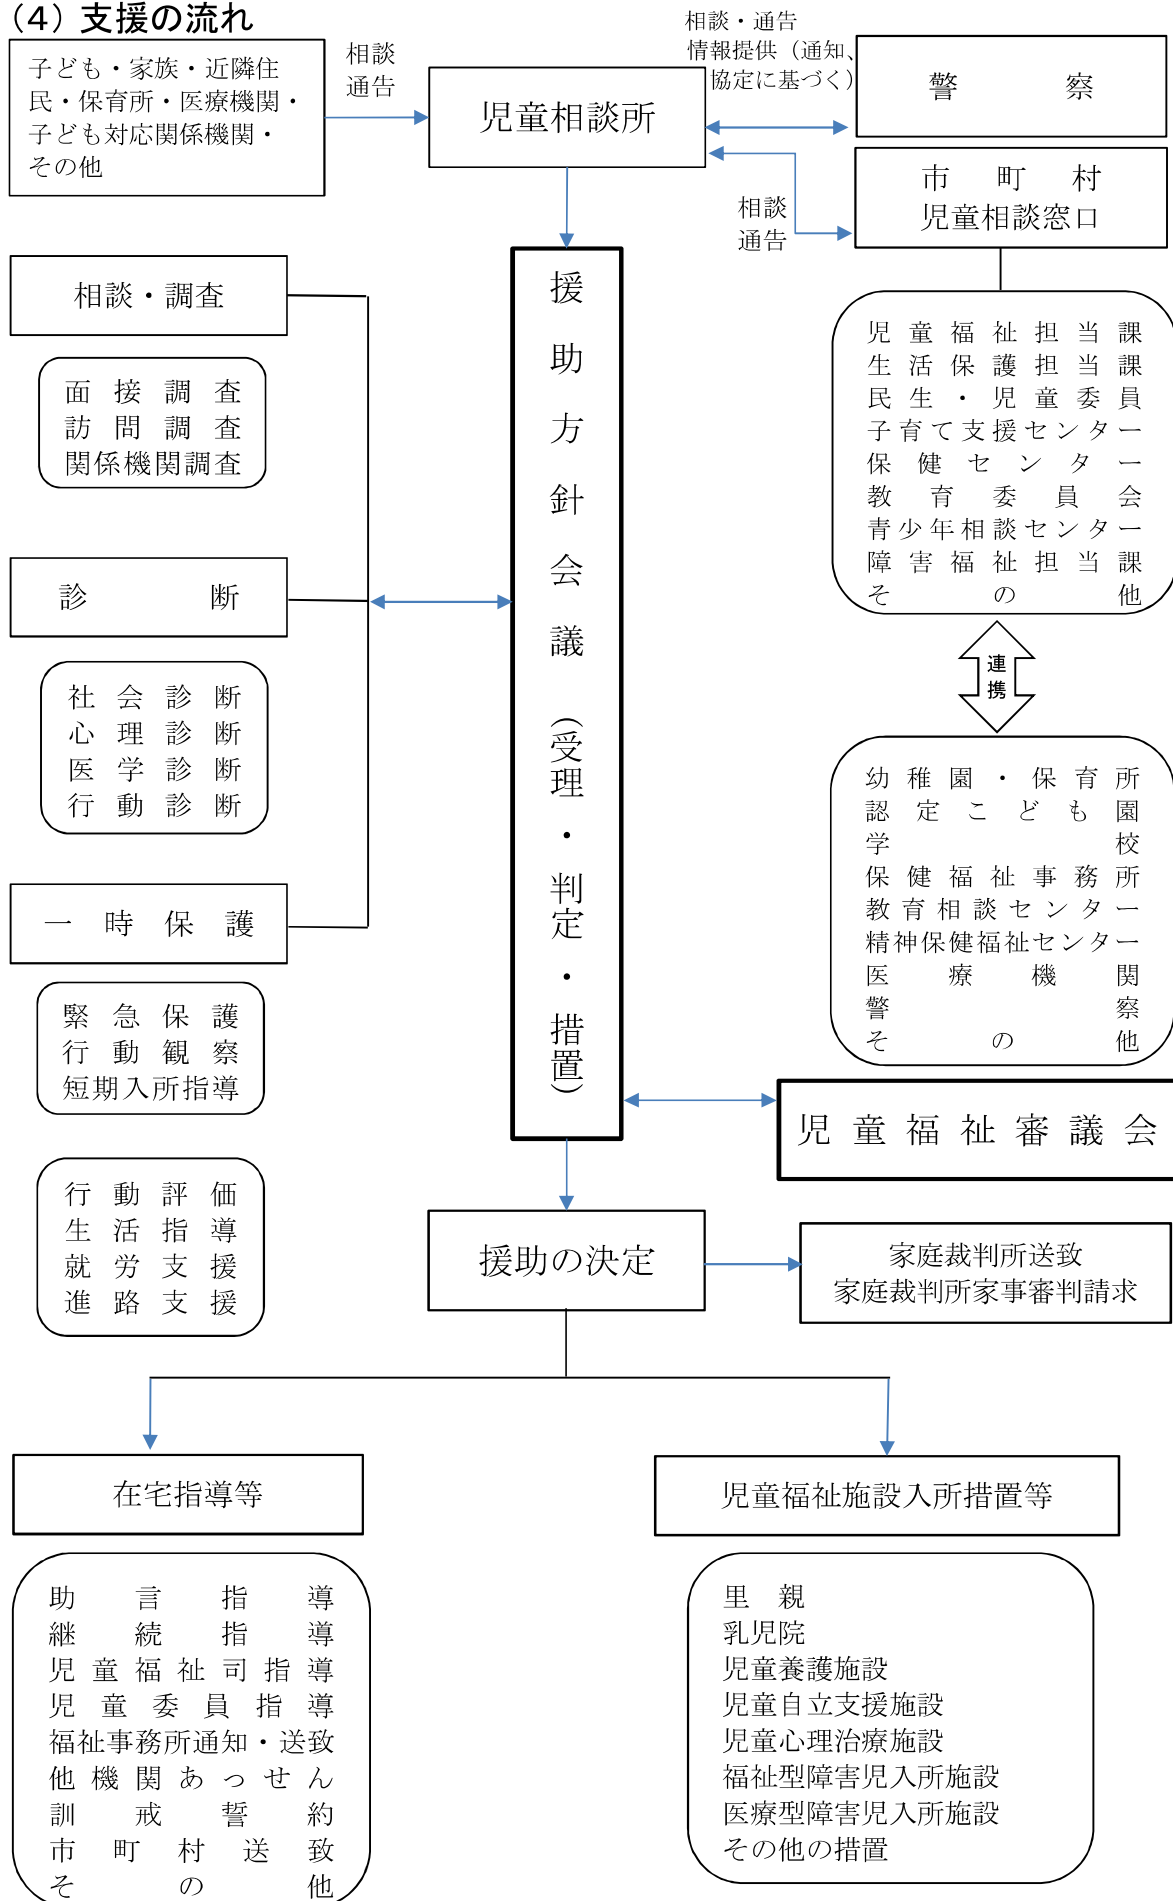 (4) 支援の流れ
子ども・家族・近隣住
民・保育所・医療機関・
子ども対応関係機関・
その他
相談
通告
児童相談所
相談・通告
情報提供（通知、
協定に基づく）
警察
相談
通告
市町村
児童相談窓口
児童福祉担当課
生活保護担当課
民生・児童委員
子育て支援センター
保健センター
教育委員会
青少年相談センター
障害福祉担当課
その他
連
携
幼稚園・保育所
認定こども園
学校
保健福祉事務所
教育相談センター
精神保健福祉センター
医療機関
警察
その他
援助方針会議（受理・判定・措置）
相談・調査
面接調査
訪問調査
関係機関調査
診断
社会診断
心理診断
医学診断
行動診断
一時保護
緊急保護
行動観察
短期入所指導
行動評価
生活指導
就労支援
進路支援
児童福祉審議会
援助の決定
家庭裁判所送致
家庭裁判所家事審判請求
在宅指導等
助言指導
継続指導
児童福祉司指導
児童委員指導
福祉事務所通知・送致
他機関あっせん
訓戒誓約
市町村送致
その他
児童福祉施設入所措置等
里親
乳児院
児童養護施設
児童自立支援施設
児童心理治療施設
福祉型障害児入所施設
医療型障害児入所施設
その他の措置